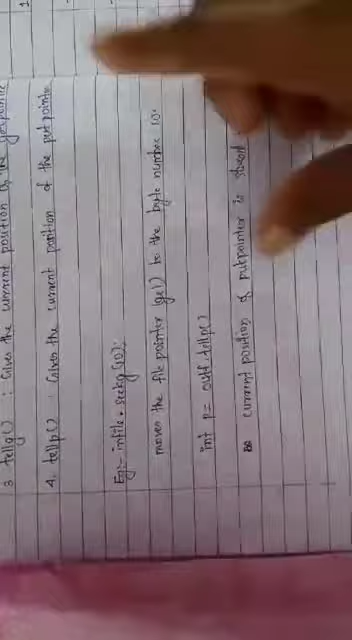 3. tellg() : Gives the current position of the getpointer
4. tellp() : Gives the current position of the put pointer
Eg:- infile. seekg (10);
moves the file pointer (get) to the byte number 10.
int p= outf. tellp()
current position of putpointer is stored